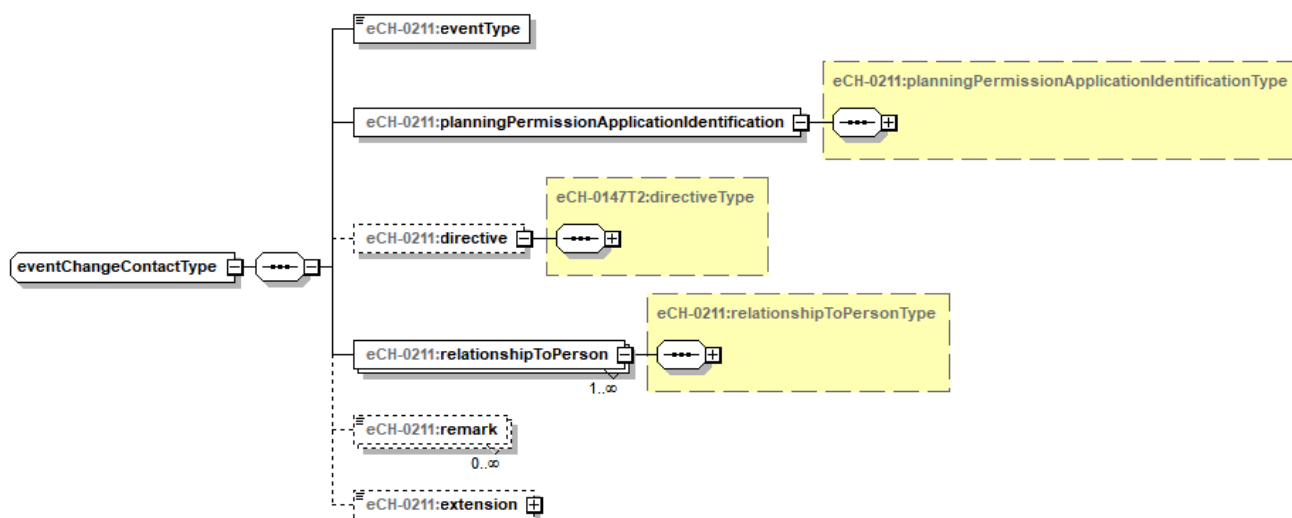 eCH-0211:eventType
eCH-0211:planningPermissionApplicationIdentificationType
eCH-0211:planningPermissionApplicationIdentification
eCH-0147T2:directiveType
eCH-0211:directive
eventChangeContactType
eCH-0211:relationshipToPersonType
eCH-0211:relationshipToPerson
1..∞
eCH-0211:remark
0..∞
eCH-0211:extension